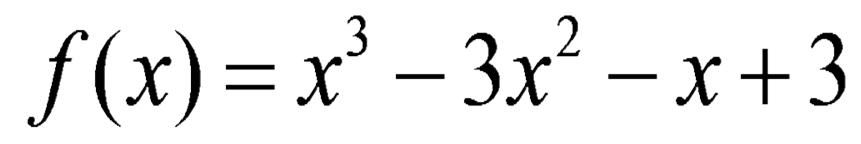 f(x) = x³ − 3x² − x + 3